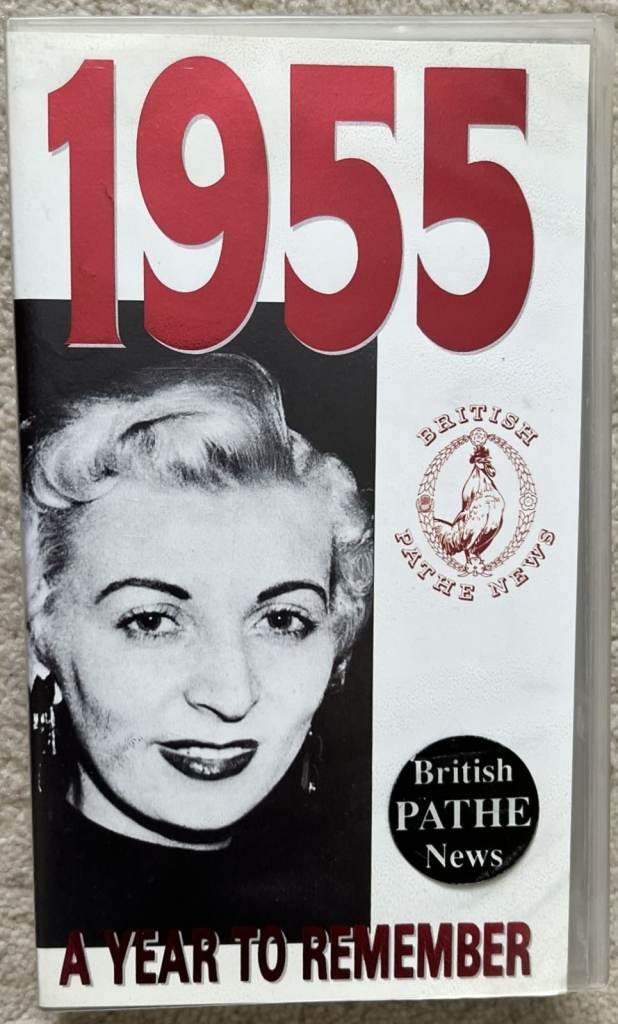 1955
BRITISH
PATHE NEWS
British
PATHE
News
A YEAR TO REMEMBER